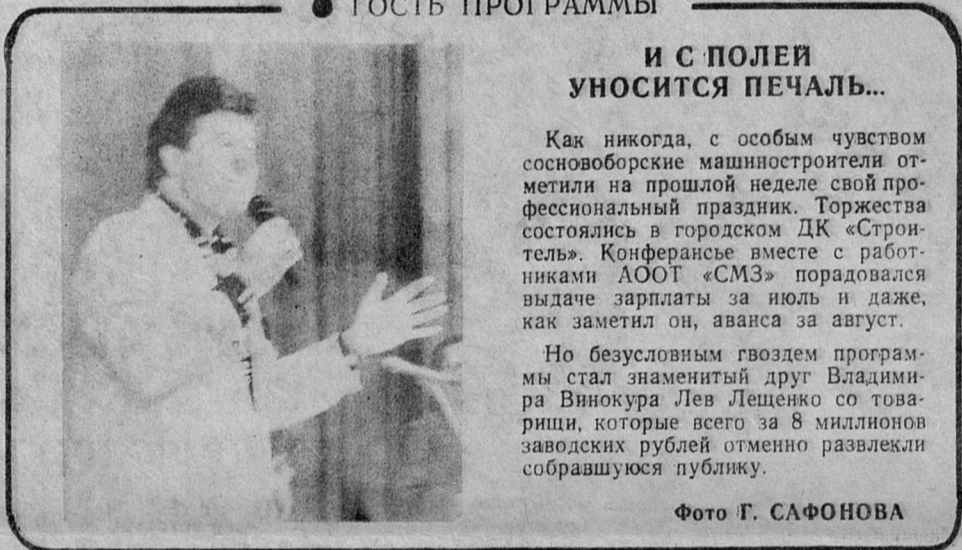 ● ГОСТЬ ПРОГРАММЫ
И С ПОЛЕЙ
УНОСИТСЯ ПЕЧАЛЬ...
Как никогда, с особым чувством
сосновоборские машиностроители от-
метили на прошлой неделе свой про-
фессиональный праздник. Торжества
состоялись в городском ДК «Строи-
тель». Конферансье вместе с работ-
никами АООТ «СМЗ» порадовался
выдаче зарплаты за июль и даже,
как заметил он, аванса за август.
Но безусловным гвоздем програм-
мы стал знаменитый друг Владими-
ра Винокура Лев Лещенко со това-
рищи, которые всего за 8 миллионов
заводских рублей отменно развлекли
собравшуюся публику.
Фото Г. САФОНОВА